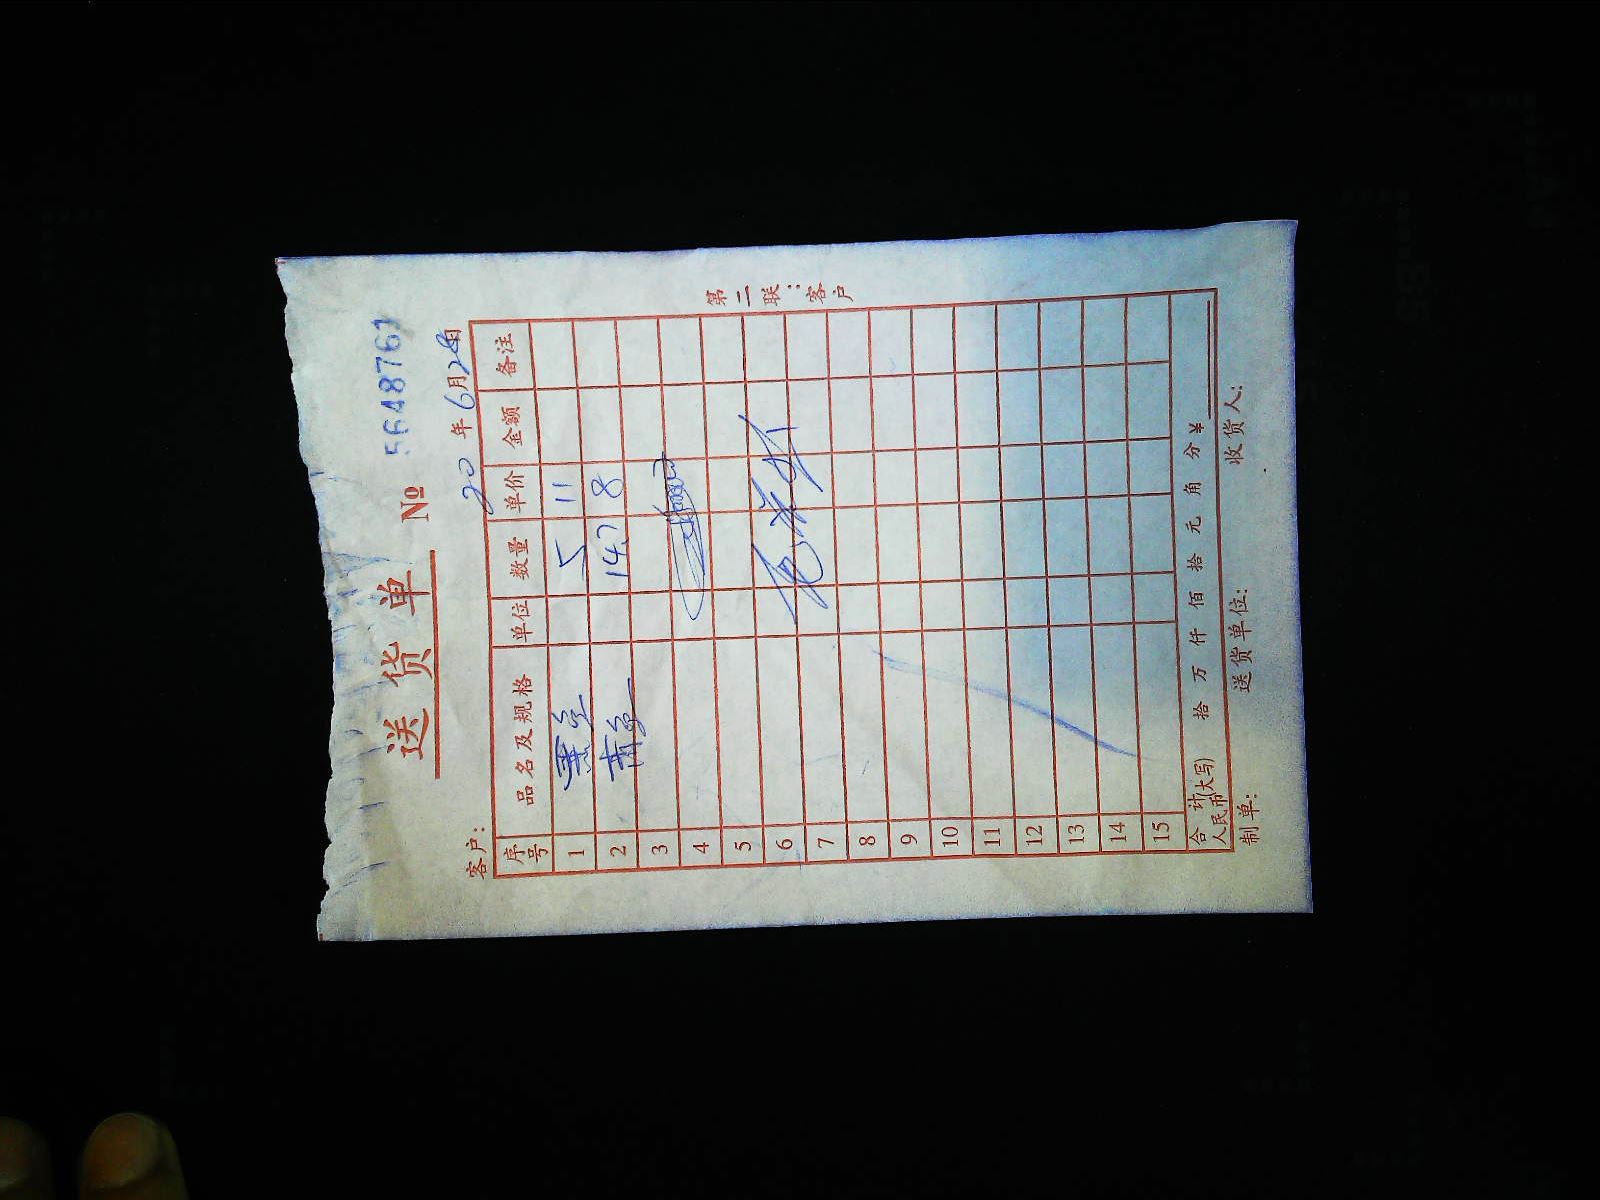 送货单 № 5648761
客户: 20 年 6月28日
序号 品名及规格 单位 数量 单价 金额 备注
1 5 11
2 14.7 8
3
4
5
6
7
8
9
10
11
12
13
14
15
合计人民币(大写) 拾 万 仟 佰 拾 元 角 分 ¥
制单: 送货单位: 收货人:
第二联:客户